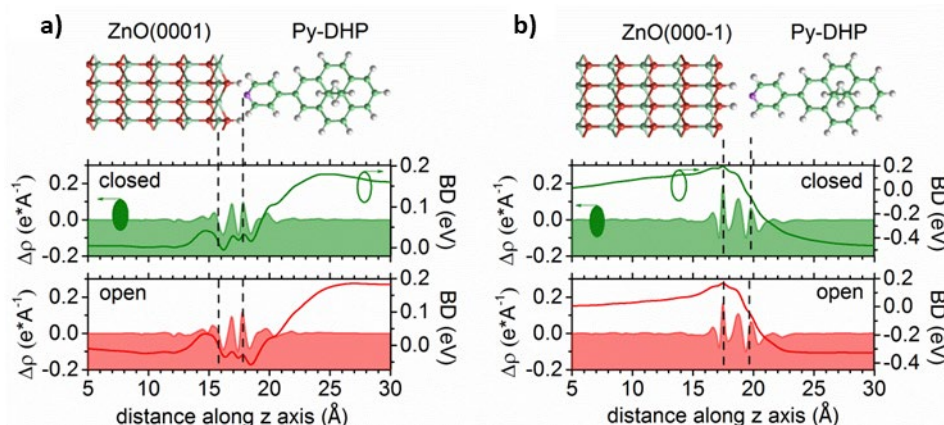 a)
ZnO(0001)
Py-DHP
closed
0.2
0.0
-0.2
Δρ (e*A⁻¹)
0.2
0.1
0.0
BD (eV)
open
0.2
0.0
-0.2
Δρ (e*A⁻¹)
0.1
0.0
BD (eV)
5 10 15 20 25 30
distance along z axis (Å)
b)
ZnO(000-1)
Py-DHP
closed
0.2
0.0
-0.2
Δρ (e*A⁻¹)
0.2
0.0
-0.2
-0.4
BD (eV)
open
0.2
0.0
-0.2
Δρ (e*A⁻¹)
0.2
0.0
-0.2
-0.4
BD (eV)
5 10 15 20 25 30
distance along z axis (Å)